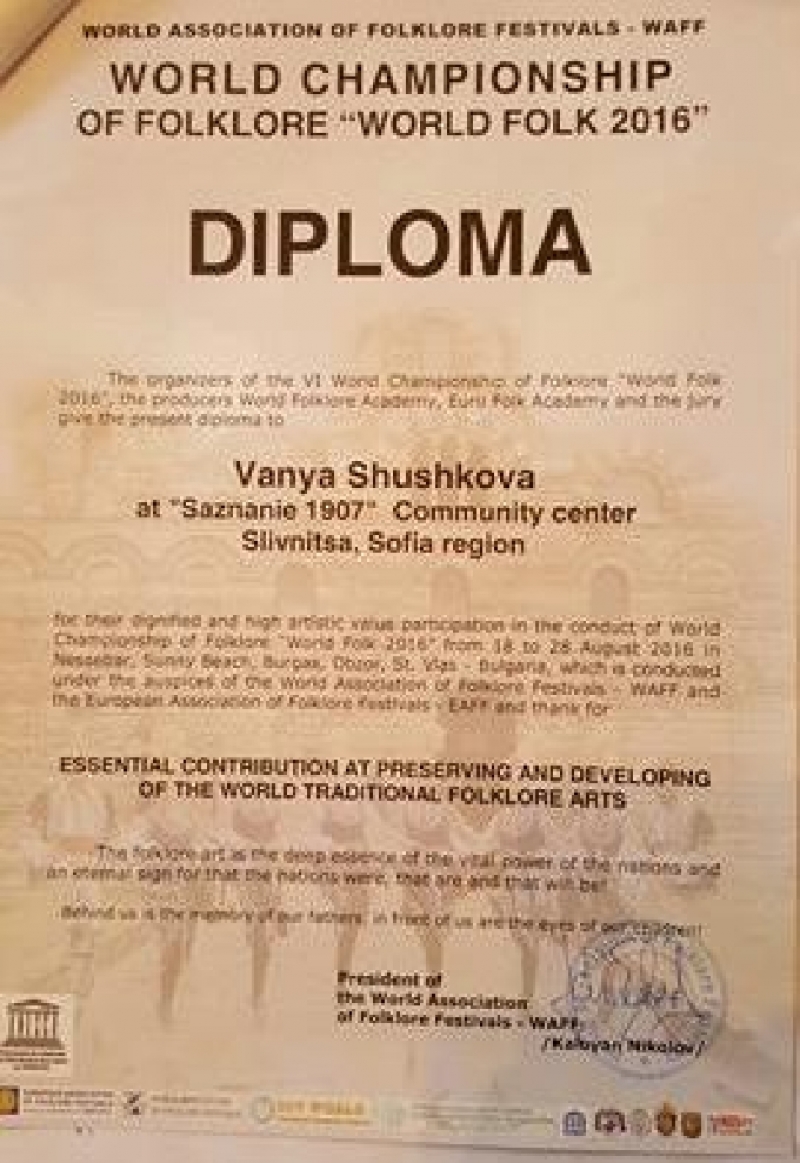 WORLD ASSOCIATION OF FOLKLORE FESTIVALS - WAFF
WORLD CHAMPIONSHIP
OF FOLKLORE “WORLD FOLK 2016”
DIPLOMA
The organizers of the VI World Championship of Folklore "World Folk
2016", the producers World Folklore Academy, Euro Folk Academy and the jury
give the present diploma to
Vanya Shushkova
at "Saznanie 1907" Community center
Slivnitsa, Sofia region
for their dignified and high artistic value participation in the conduct of World
Championship of Folklore "World Folk 2016" from 18 to 28 August 2016 in
Nessebar, Sunny Beach, Burgas, Obzor, St. Vlas - Bulgaria, which is conducted
under the auspices of the World Association of Folklore Festivals - WAFF and
the European Association of Folklore Festivals - EAFF and thank for
ESSENTIAL CONTRIBUTION AT PRESERVING AND DEVELOPING
OF THE WORLD TRADITIONAL FOLKLORE ARTS
The folklore art is the deep essence of the vital power of the nations and
an eternal sign for that the nations were, that are and that will be!
Behind us is the memory of our fathers, in front of us are the eyes of our children!
President of
the World Association
of Folklore Festivals - WAFF
/Kaloyan Nikolov/